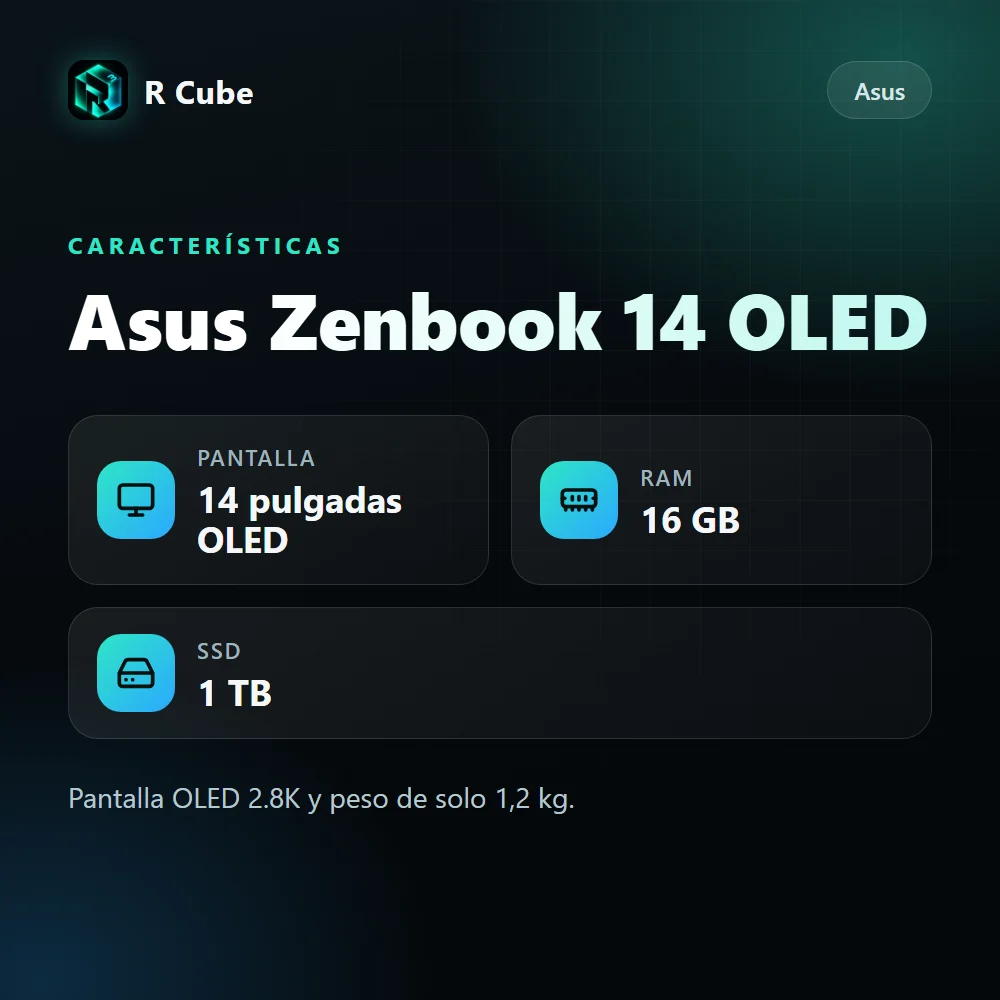 R Cube
Asus
CARACTERÍSTICAS
Asus Zenbook 14 OLED
PANTALLA
14 pulgadas
OLED
RAM
16 GB
SSD
1 TB
Pantalla OLED 2.8K y peso de solo 1,2 kg.